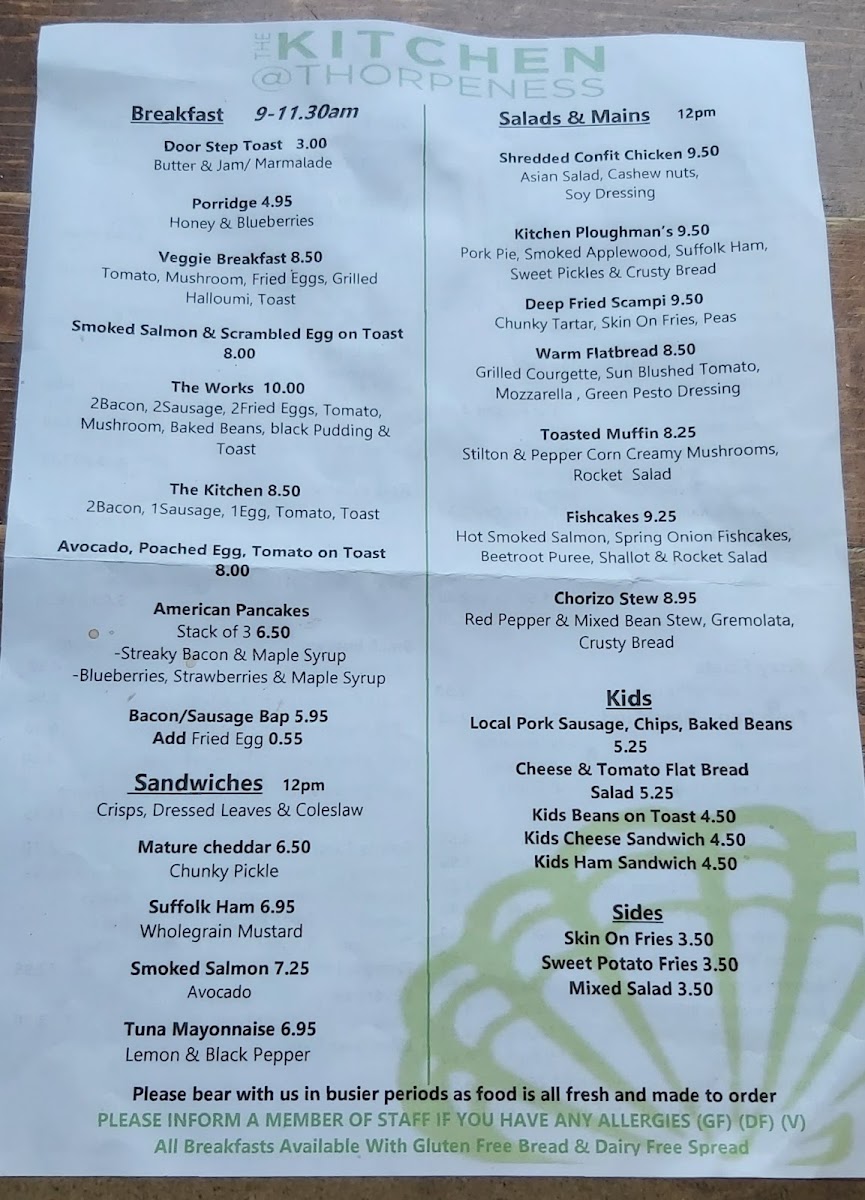 THE KITCHEN
@THORPENESS
Breakfast 9-11.30am
Door Step Toast 3.00
Butter & Jam/ Marmalade
Porridge 4.95
Honey & Blueberries
Veggie Breakfast 8.50
Tomato, Mushroom, Fried Eggs, Grilled
Halloumi, Toast
Smoked Salmon & Scrambled Egg on Toast
8.00
The Works 10.00
2Bacon, 2Sausage, 2Fried Eggs, Tomato,
Mushroom, Baked Beans, black Pudding &
Toast
The Kitchen 8.50
2Bacon, 1Sausage, 1Egg, Tomato, Toast
Avocado, Poached Egg, Tomato on Toast
8.00
American Pancakes
Stack of 3 6.50
-Streaky Bacon & Maple Syrup
-Blueberries, Strawberries & Maple Syrup
Bacon/Sausage Bap 5.95
Add Fried Egg 0.55
Sandwiches 12pm
Crisps, Dressed Leaves & Coleslaw
Mature cheddar 6.50
Chunky Pickle
Suffolk Ham 6.95
Wholegrain Mustard
Smoked Salmon 7.25
Avocado
Tuna Mayonnaise 6.95
Lemon & Black Pepper
Salads & Mains 12pm
Shredded Confit Chicken 9.50
Asian Salad, Cashew nuts,
Soy Dressing
Kitchen Ploughman's 9.50
Pork Pie, Smoked Applewood, Suffolk Ham,
Sweet Pickles & Crusty Bread
Deep Fried Scampi 9.50
Chunky Tartar, Skin On Fries, Peas
Warm Flatbread 8.50
Grilled Courgette, Sun Blushed Tomato,
Mozzarella , Green Pesto Dressing
Toasted Muffin 8.25
Stilton & Pepper Corn Creamy Mushrooms,
Rocket Salad
Fishcakes 9.25
Hot Smoked Salmon, Spring Onion Fishcakes,
Beetroot Puree, Shallot & Rocket Salad
Chorizo Stew 8.95
Red Pepper & Mixed Bean Stew, Gremolata,
Crusty Bread
Kids
Local Pork Sausage, Chips, Baked Beans
5.25
Cheese & Tomato Flat Bread
Salad 5.25
Kids Beans on Toast 4.50
Kids Cheese Sandwich 4.50
Kids Ham Sandwich 4.50
Sides
Skin On Fries 3.50
Sweet Potato Fries 3.50
Mixed Salad 3.50
Please bear with us in busier periods as food is all fresh and made to order
PLEASE INFORM A MEMBER OF STAFF IF YOU HAVE ANY ALLERGIES (GF) (DF) (V)
All Breakfasts Available With Gluten Free Bread & Dairy Free Spread